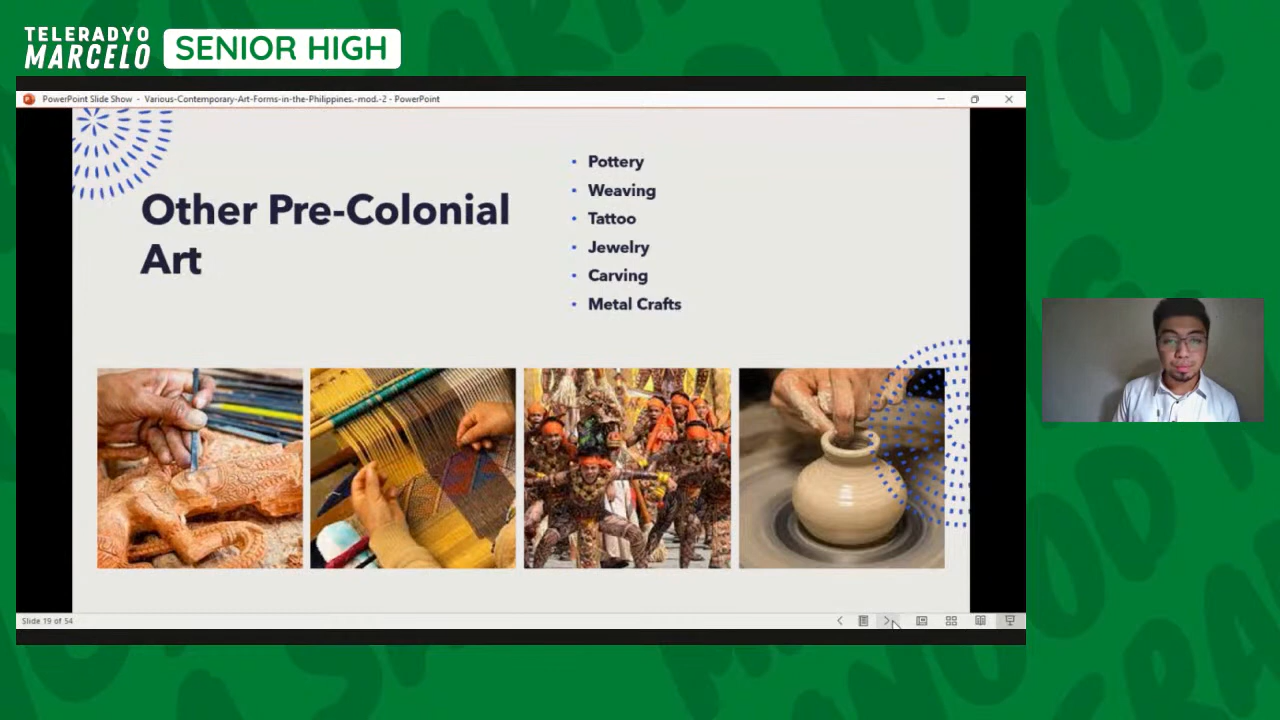 TELERADYO
MARCELO
SENIOR HIGH
PowerPoint Slide Show - Various-Contemporary-Art-Forms-in-the-Philippines.-mod.-2 - PowerPoint
Other Pre-Colonial
Art
• Pottery
• Weaving
• Tattoo
• Jewelry
• Carving
• Metal Crafts
Slide 19 of 54